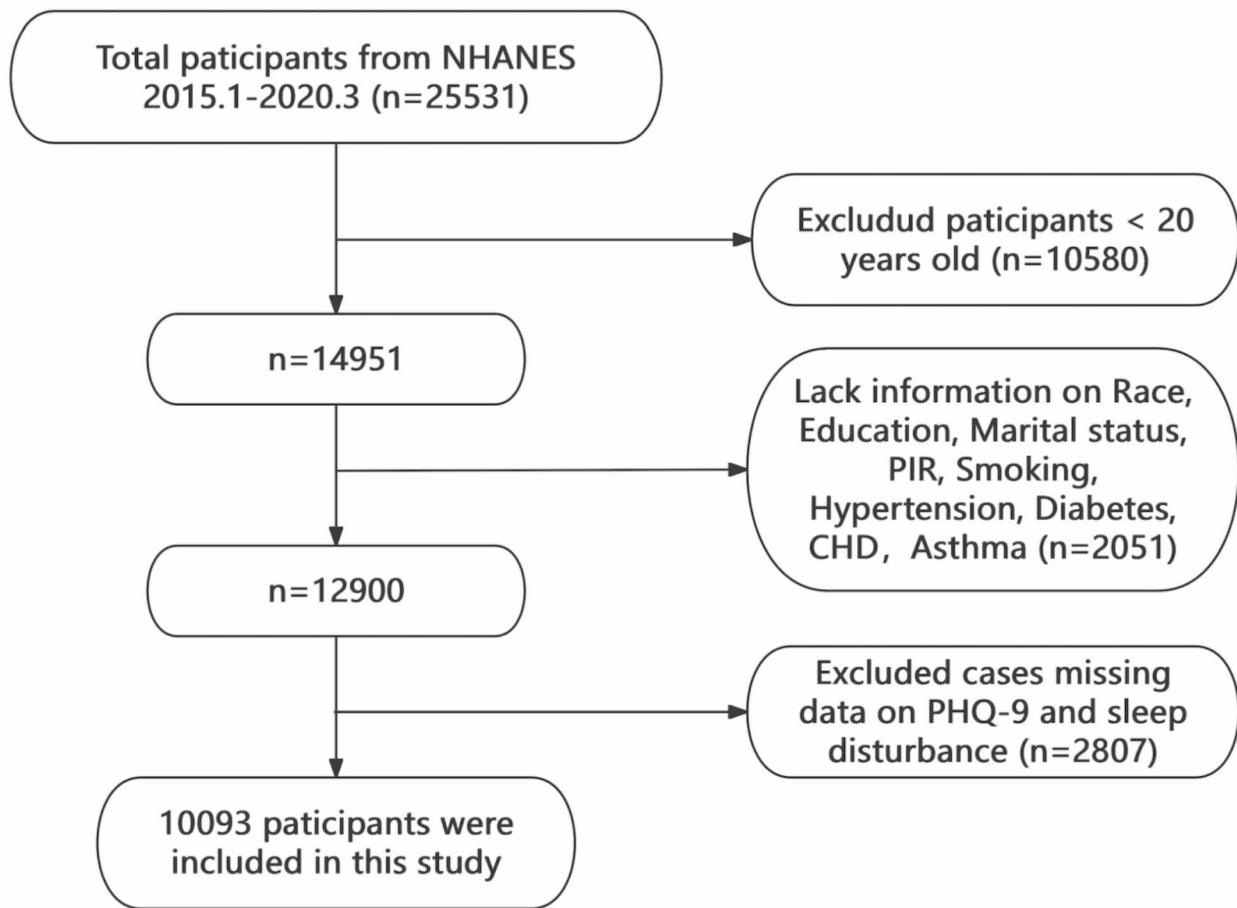 Total paticipants from NHANES
2015.1-2020.3 (n=25531)
Excludud paticipants < 20
years old (n=10580)
n=14951
Lack information on Race,
Education, Marital status,
PIR, Smoking,
Hypertension, Diabetes,
CHD，Asthma (n=2051)
n=12900
Excluded cases missing
data on PHQ-9 and sleep
disturbance (n=2807)
10093 paticipants were
included in this study